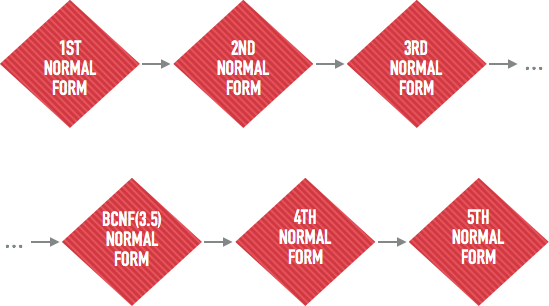 1ST
NORMAL
FORM
2ND
NORMAL
FORM
3RD
NORMAL
FORM
...
...
BCNF(3.5)
NORMAL
FORM
4TH
NORMAL
FORM
5TH
NORMAL
FORM